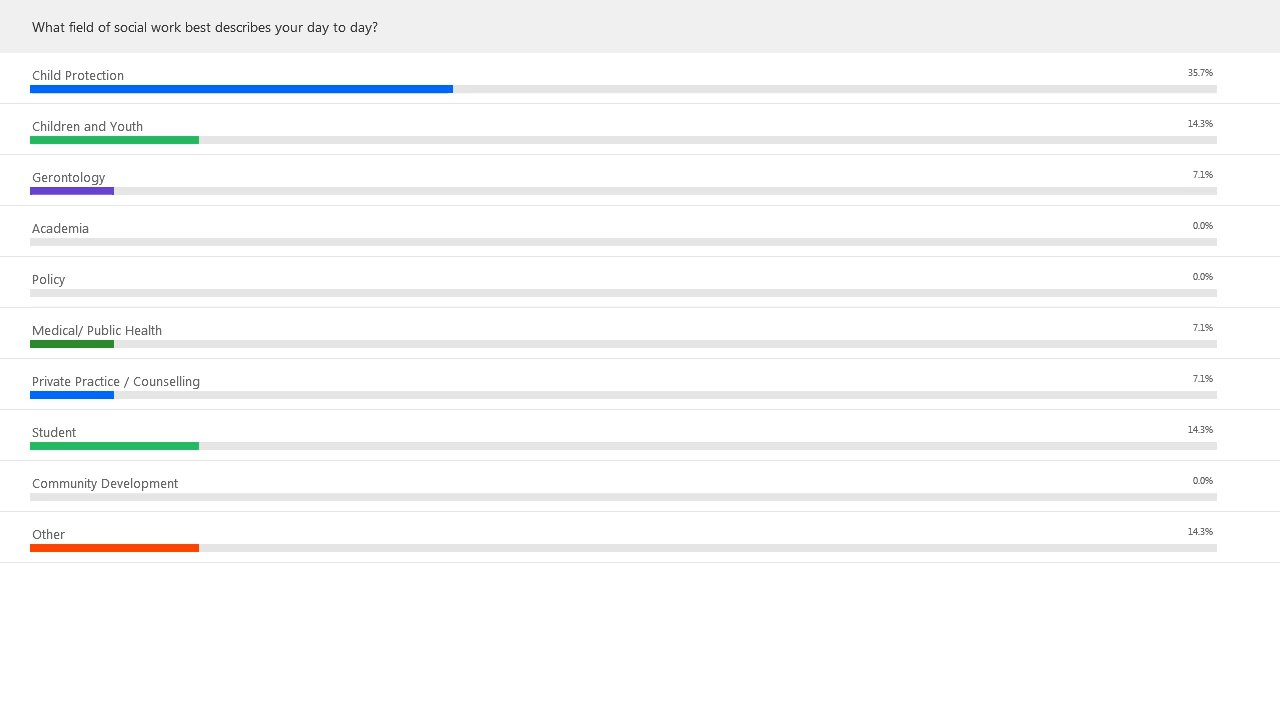 What field of social work best describes your day to day?
Child Protection
35.7%
Children and Youth
14.3%
Gerontology
7.1%
Academia
0.0%
Policy
0.0%
Medical/ Public Health
7.1%
Private Practice / Counselling
7.1%
Student
14.3%
Community Development
0.0%
Other
14.3%